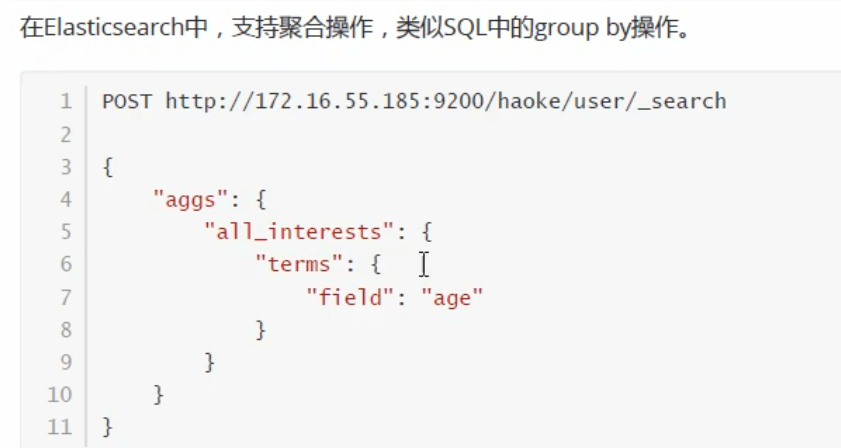 在Elasticsearch中，支持聚合操作，类似SQL中的group by操作。
1 POST http://172.16.55.185:9200/haoke/user/_search
2
3 {
4     "aggs": {
5         "all_interests": {
6             "terms": {
7                 "field": "age"
8             }
9         }
10     }
11 }